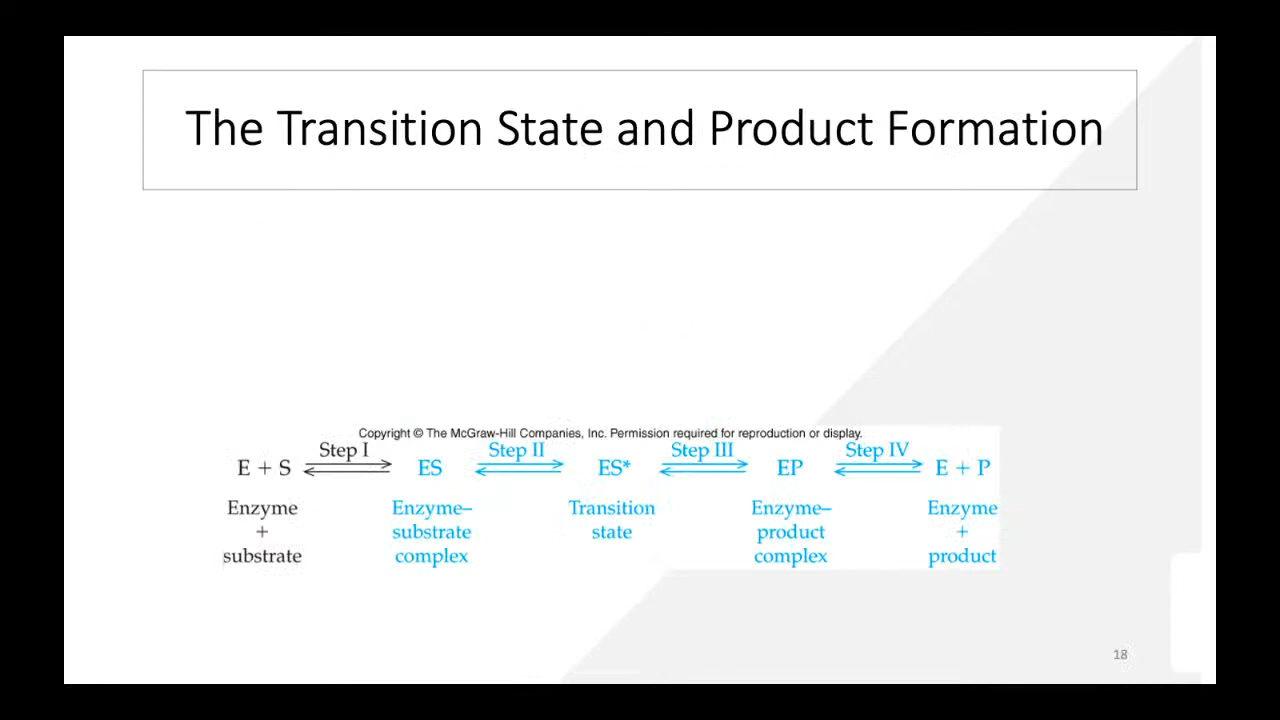 The Transition State and Product Formation
Copyright © The McGraw-Hill Companies, Inc. Permission required for reproduction or display.
Step I Step II Step III Step IV
E + S ES ES* EP E + P
Enzyme Enzyme– Transition Enzyme– Enzyme
+ substrate state product +
substrate complex complex product
18